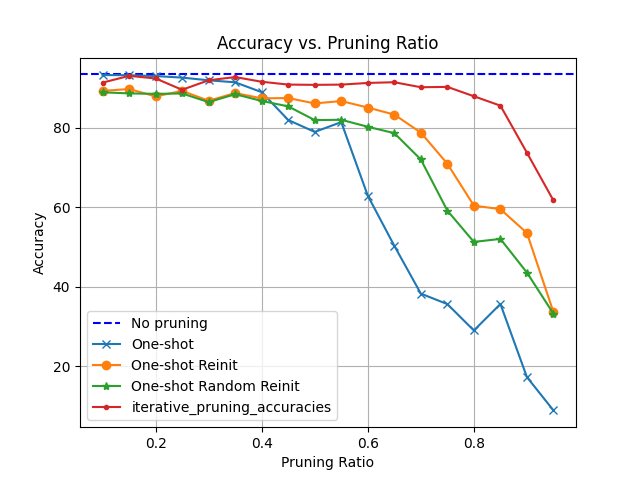 Accuracy vs. Pruning Ratio
Accuracy
80
60
40
20
No pruning
One-shot
One-shot Reinit
One-shot Random Reinit
iterative_pruning_accuracies
0.2 0.4 0.6 0.8
Pruning Ratio